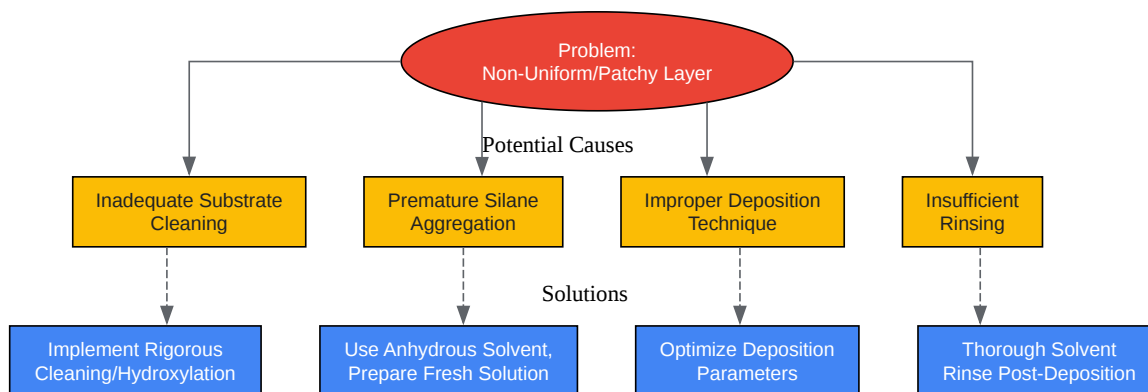 Problem:
Non-Uniform/Patchy Layer
Potential Causes
Inadequate Substrate
Cleaning
Premature Silane
Aggregation
Improper Deposition
Technique
Insufficient
Rinsing
Solutions
Implement Rigorous
Cleaning/Hydroxylation
Use Anhydrous Solvent,
Prepare Fresh Solution
Optimize Deposition
Parameters
Thorough Solvent
Rinse Post-Deposition